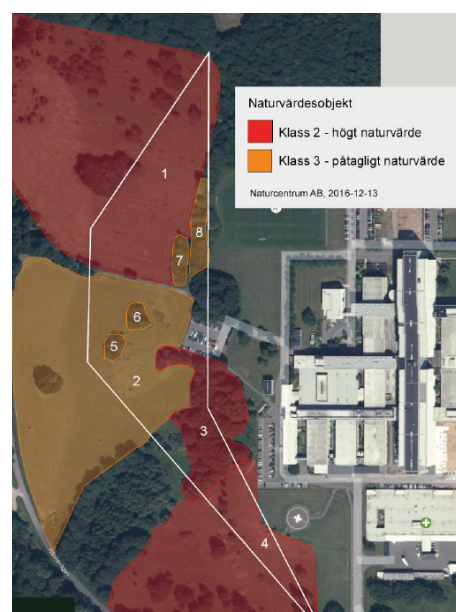 Naturvärdesobjekt
Klass 2 - högt naturvärde
Klass 3 - påtagligt naturvärde
Naturcentrum AB, 2016-12-13
1
8
7
6
5
2
3
4